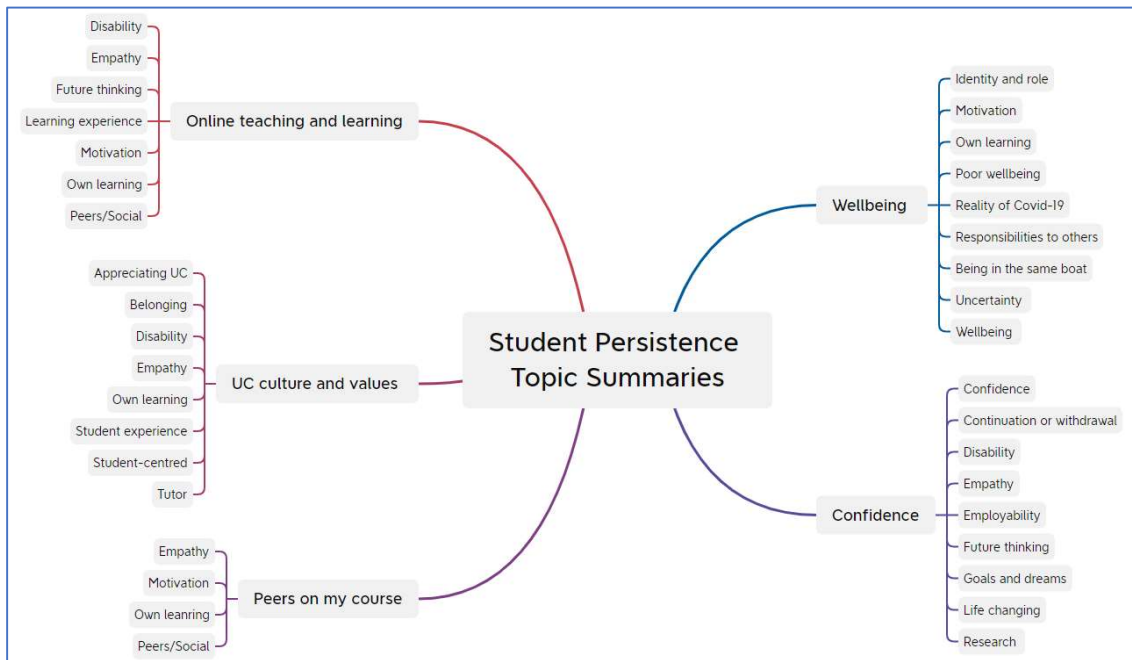 Student Persistence
Topic Summaries
Online teaching and learning
Disability
Empathy
Future thinking
Learning experience
Motivation
Own learning
Peers/Social
UC culture and values
Appreciating UC
Belonging
Disability
Empathy
Own learning
Student experience
Student-centred
Tutor
Peers on my course
Empathy
Motivation
Own leanring
Peers/Social
Wellbeing
Identity and role
Motivation
Own learning
Poor wellbeing
Reality of Covid-19
Responsibilities to others
Being in the same boat
Uncertainty
Wellbeing
Confidence
Confidence
Continuation or withdrawal
Disability
Empathy
Employability
Future thinking
Goals and dreams
Life changing
Research